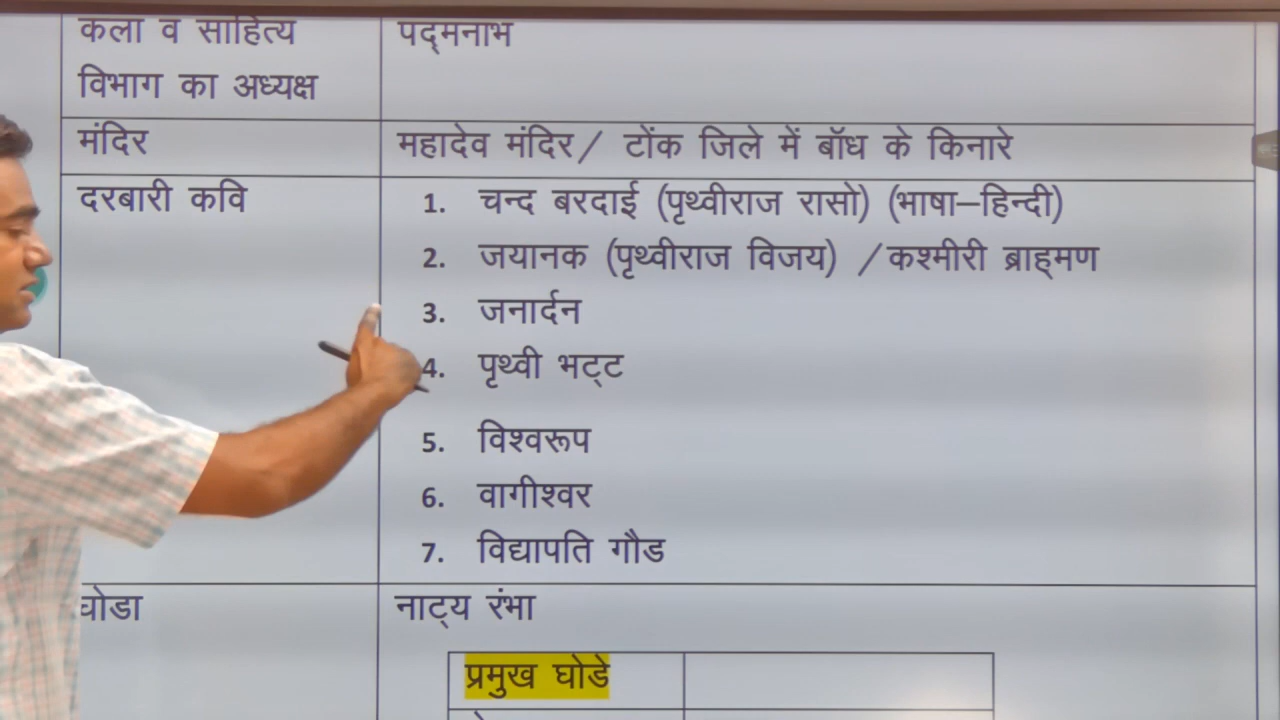 कला व साहित्य
विभाग का अध्यक्ष
पद्मनाभ
मंदिर
महादेव मंदिर/ टोंक जिले में बॉध के किनारे
दरबारी कवि
1. चन्द बरदाई (पृथ्वीराज रासो) (भाषा–हिन्दी)
2. जयानक (पृथ्वीराज विजय) /कश्मीरी ब्राह्मण
3. जनार्दन
4. पृथ्वी भट्ट
5. विश्वरूप
6. वागीश्वर
7. विद्यापति गौड
घोडा
नाट्य रंभा
प्रमुख घोडे